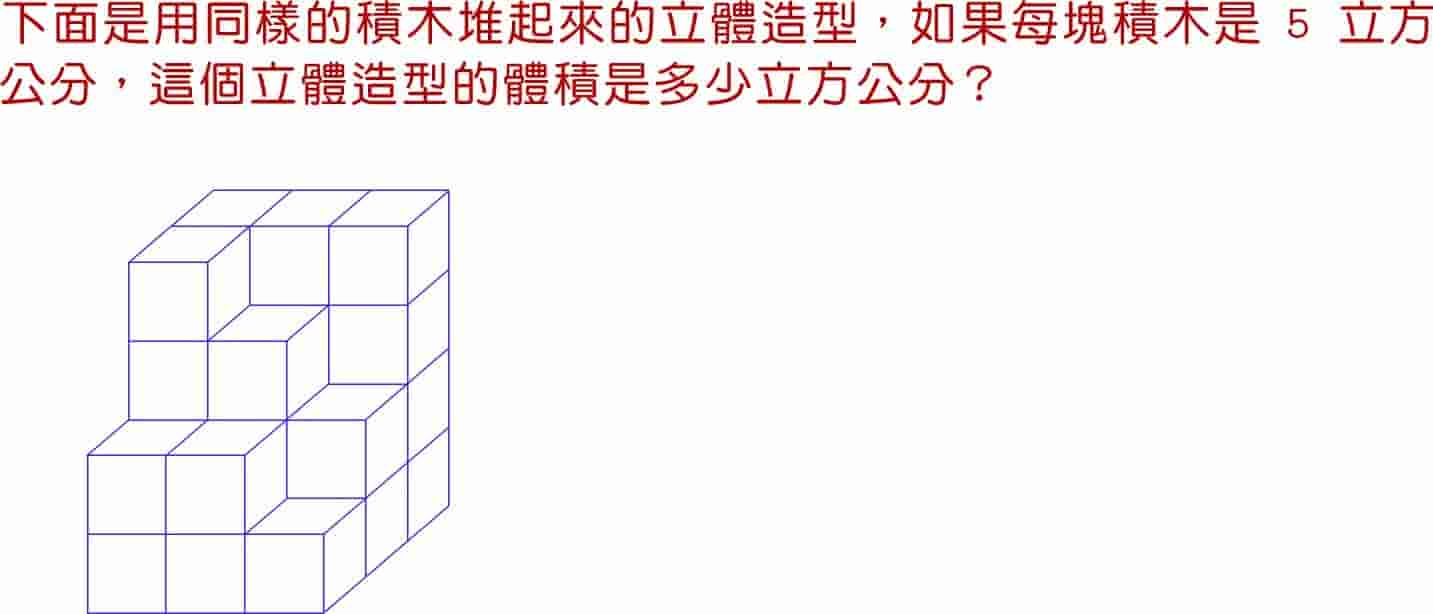 下面是用同樣的積木堆起來的立體造型，如果每塊積木是 5 立方
公分，這個立體造型的體積是多少立方公分？